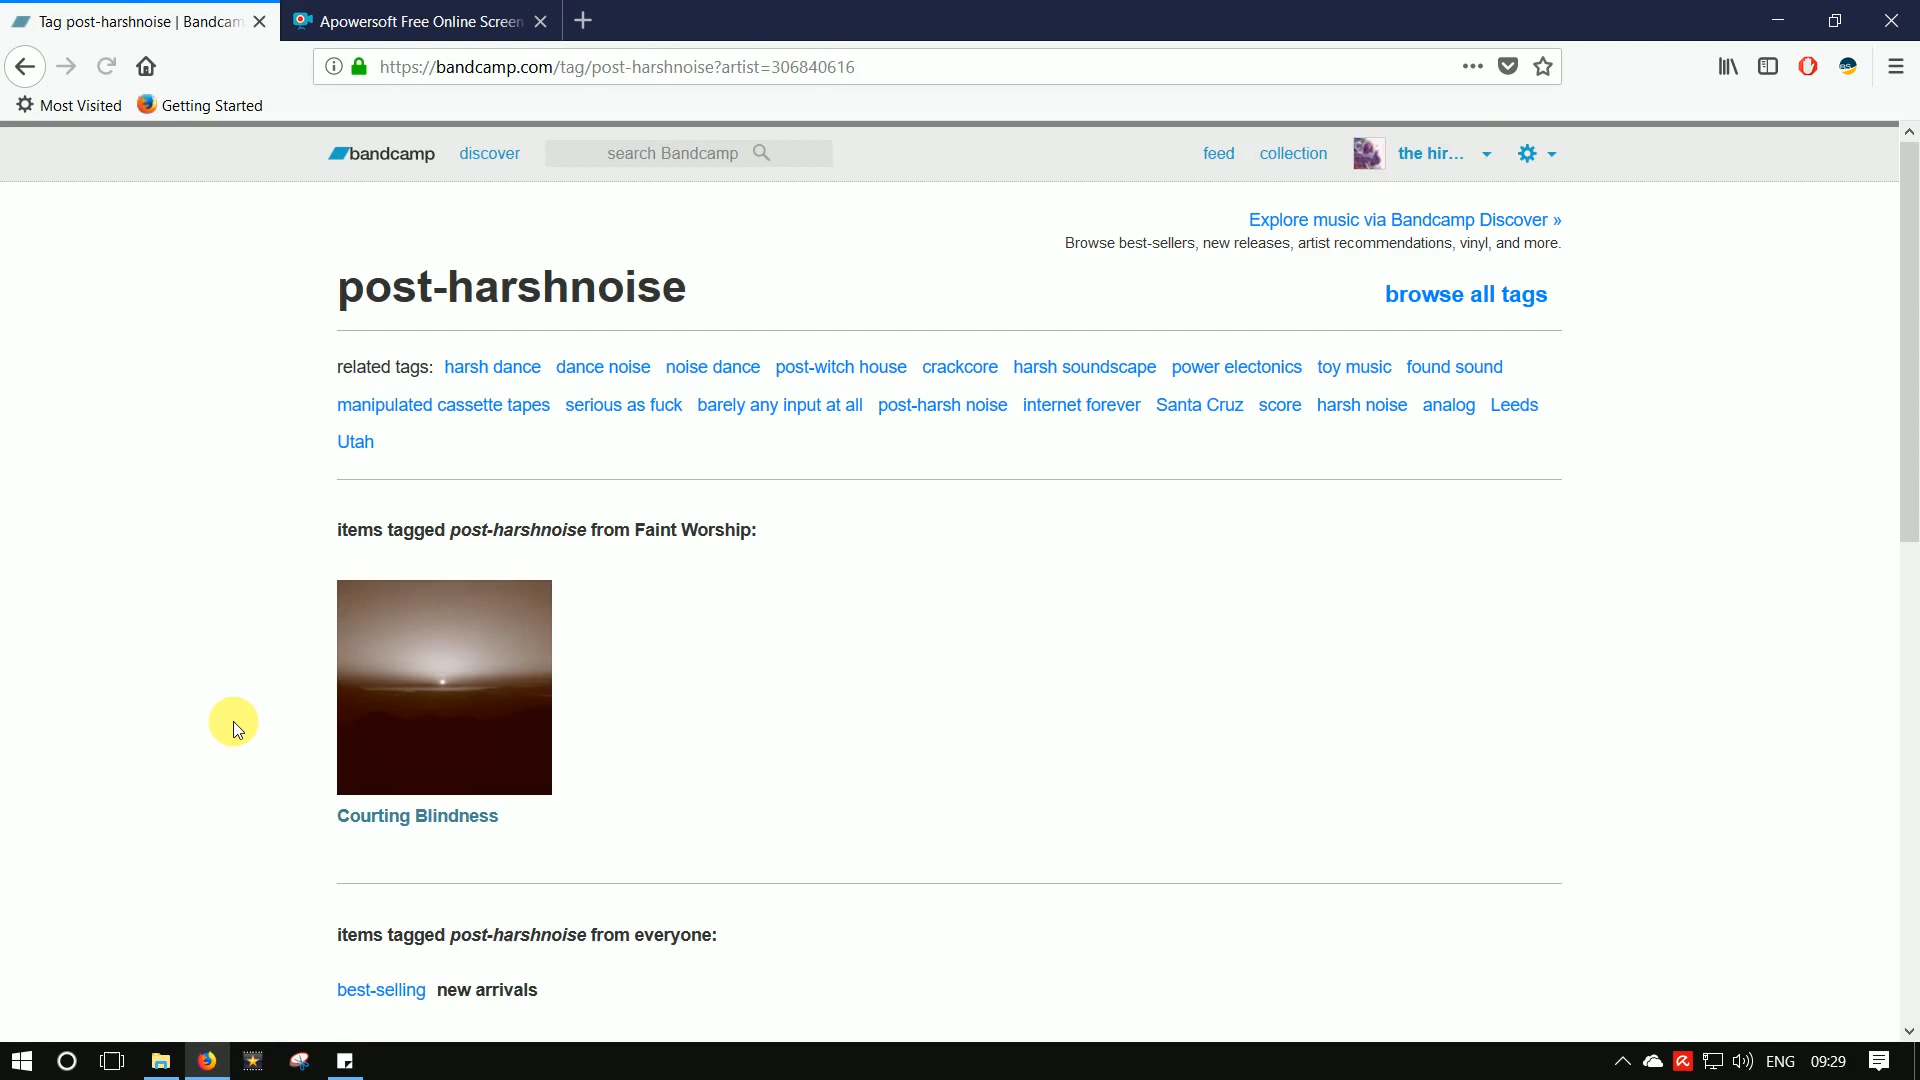 Tag post-harshnoise | Bandcam
Apowersoft Free Online Screen
https://bandcamp.com/tag/post-harshnoise?artist=306840616
Most Visited
Getting Started
bandcamp
discover
search Bandcamp
feed
collection
the hir...
Explore music via Bandcamp Discover »
Browse best-sellers, new releases, artist recommendations, vinyl, and more.
post-harshnoise
browse all tags
related tags: harsh dance dance noise noise dance post-witch house crackcore harsh soundscape power electonics toy music found sound
manipulated cassette tapes serious as fuck barely any input at all post-harsh noise internet forever Santa Cruz score harsh noise analog Leeds
Utah
items tagged post-harshnoise from Faint Worship:
Courting Blindness
items tagged post-harshnoise from everyone:
best-selling new arrivals
ENG 09:29